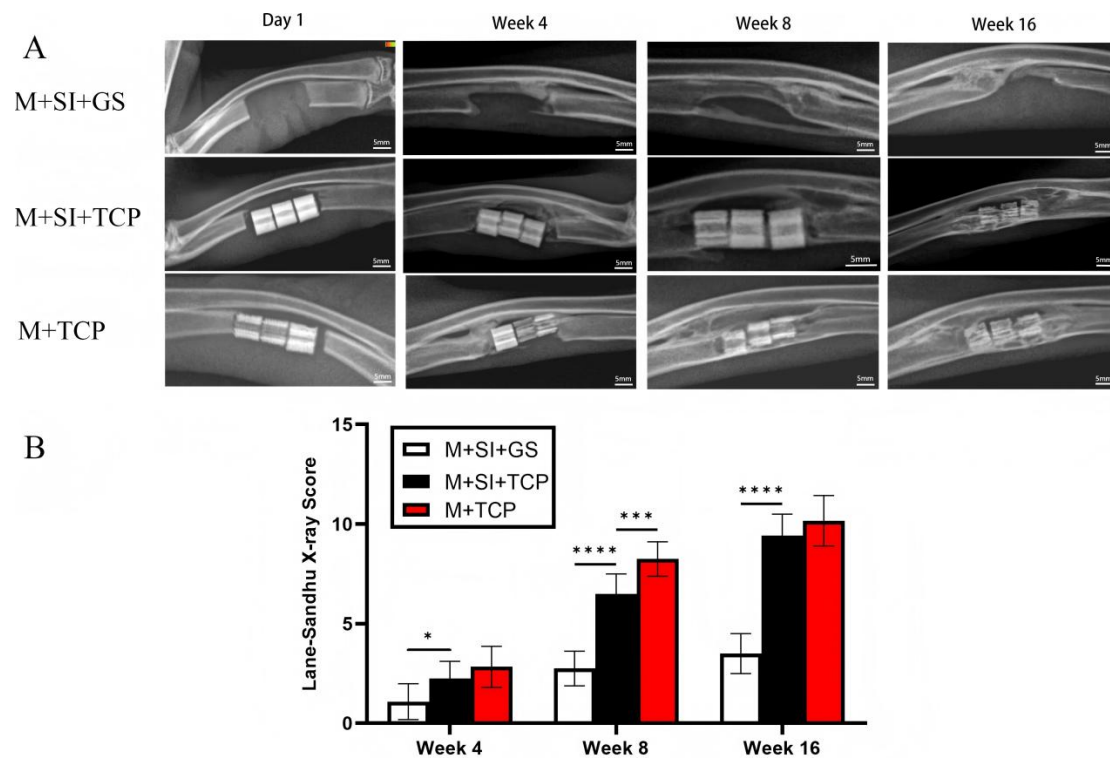 Day 1 Week 4 Week 8 Week 16
A
M+SI+GS
5mm 5mm 5mm 5mm
M+SI+TCP
5mm 5mm 5mm 5mm
M+TCP
5mm 5mm 5mm 5mm
B
Lane-Sandhu X-ray Score
15
10
5
0
M+SI+GS
M+SI+TCP
M+TCP
* **** *** ****
Week 4 Week 8 Week 16